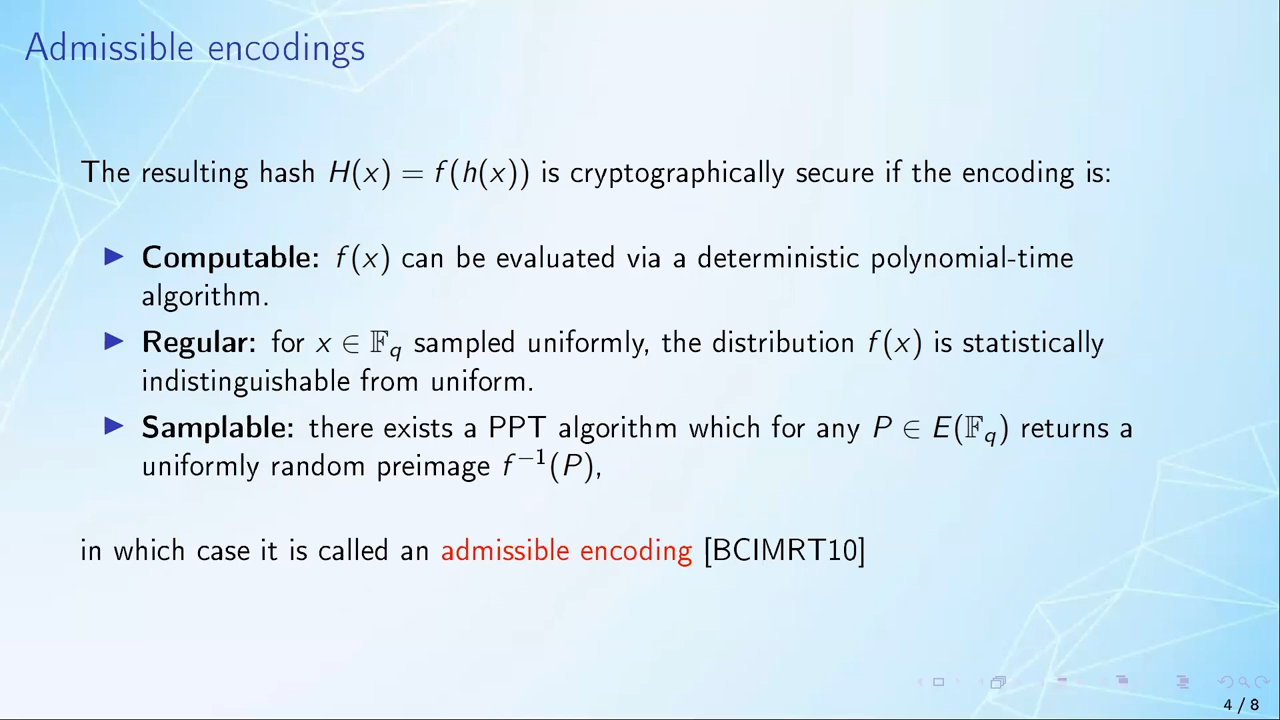 Admissible encodings
The resulting hash H(x) = f(h(x)) is cryptographically secure if the encoding is:
▶ Computable: f(x) can be evaluated via a deterministic polynomial-time
algorithm.
▶ Regular: for x ∈ 𝔽q sampled uniformly, the distribution f(x) is statistically
indistinguishable from uniform.
▶ Samplable: there exists a PPT algorithm which for any P ∈ E(𝔽q) returns a
uniformly random preimage f⁻¹(P),
in which case it is called an admissible encoding [BCIMRT10]
4 / 8